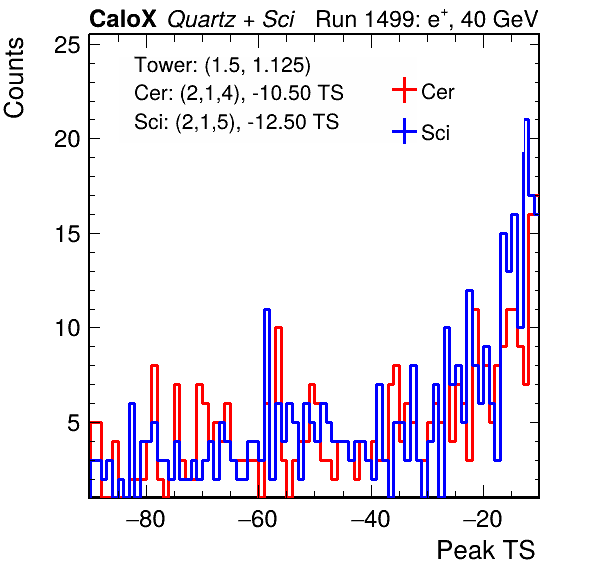 CaloX Quartz + Sci Run 1499: e⁺, 40 GeV
Counts
Tower: (1.5, 1.125)
Cer: (2,1,4), -10.50 TS
Sci: (2,1,5), -12.50 TS
Cer
Sci
25
20
15
10
5
−80 −60 −40 −20
Peak TS